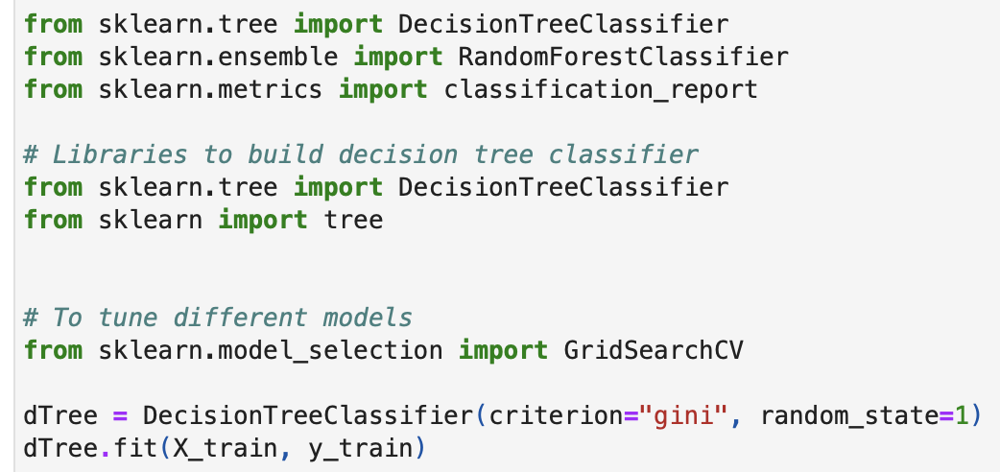 from sklearn.tree import DecisionTreeClassifier
from sklearn.ensemble import RandomForestClassifier
from sklearn.metrics import classification_report
# Libraries to build decision tree classifier
from sklearn.tree import DecisionTreeClassifier
from sklearn import tree
# To tune different models
from sklearn.model_selection import GridSearchCV
dTree = DecisionTreeClassifier(criterion="gini", random_state=1)
dTree.fit(X_train, y_train)